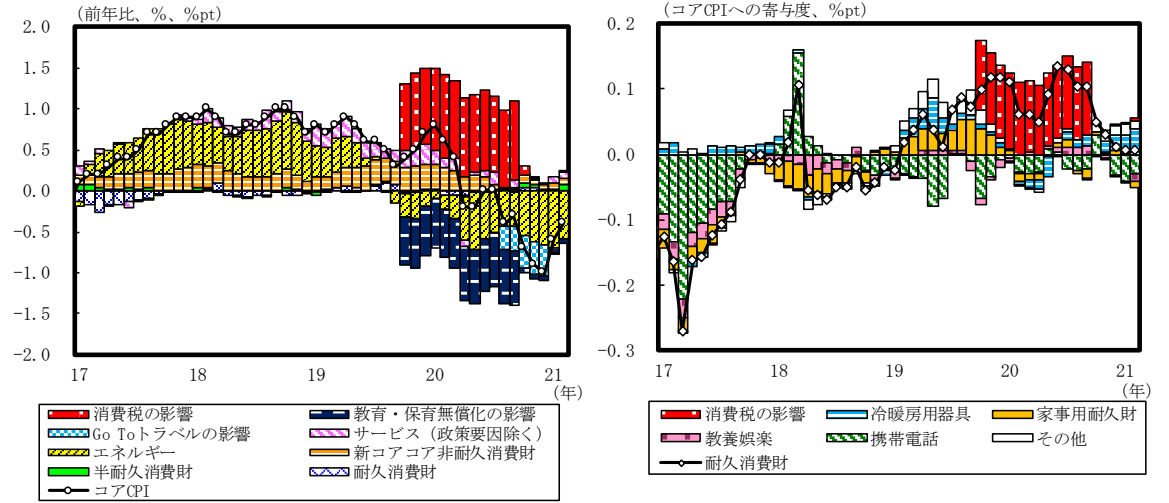 (前年比、%、%pt)
2.0
1.5
1.0
0.5
0.0
-0.5
-1.0
-1.5
-2.0
17 18 19 20 21
(年)
消費税の影響 教育・保育無償化の影響
Go Toトラベルの影響 サービス（政策要因除く）
エネルギー 新コアコア非耐久消費財
半耐久消費財 耐久消費財
コアCPI
(コアCPIへの寄与度、%pt)
0.2
0.1
0.0
-0.1
-0.2
-0.3
17 18 19 20 21
(年)
消費税の影響 冷暖房用器具 家事用耐久財
教養娯楽 携帯電話 その他
耐久消費財